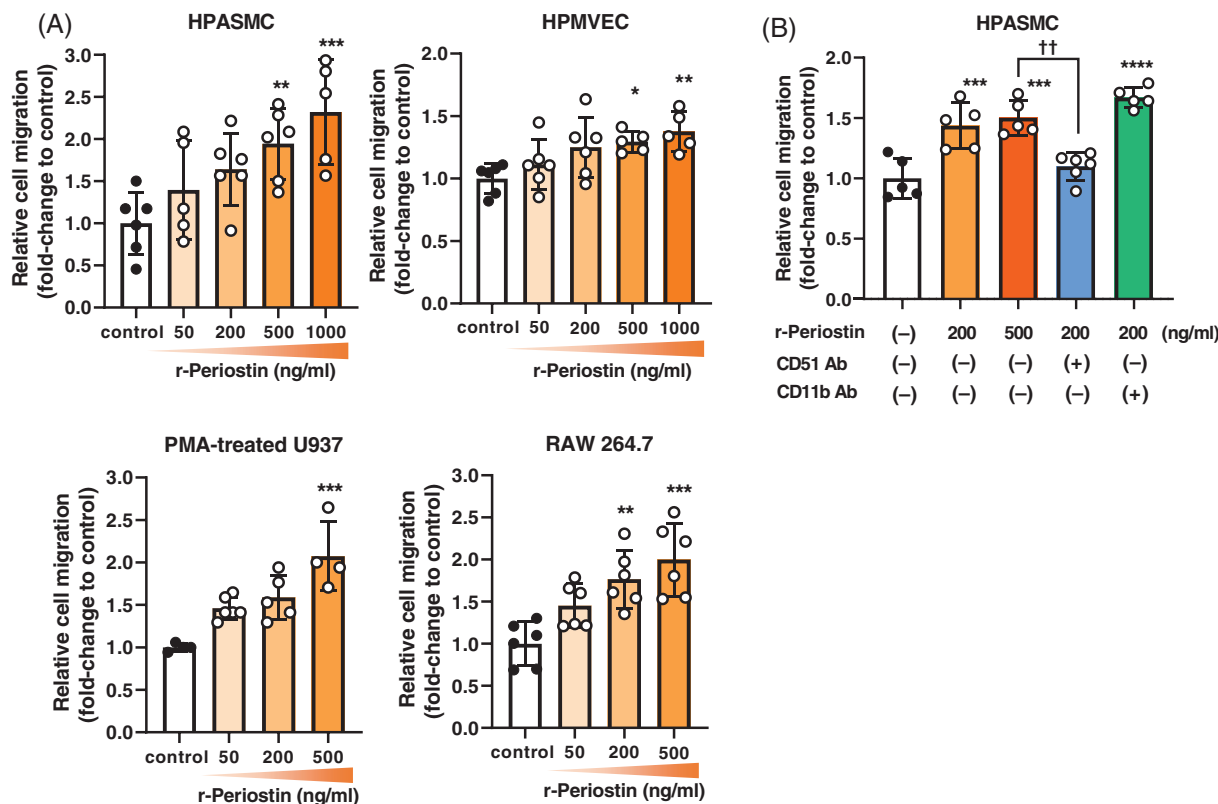 (A)
HPASMC
Relative cell migration
(fold-change to control)
3.0
2.5
2.0
1.5
1.0
0.5
0.0
**
***
control 50 200 500 1000
r-Periostin (ng/ml)
HPMVEC
Relative cell migration
(fold-change to control)
2.0
1.5
1.0
0.5
0.0
*
**
control 50 200 500 1000
r-Periostin (ng/ml)
(B)
HPASMC
Relative cell migration
(fold-change to control)
2.0
1.5
1.0
0.5
0.0
***
***
††
****
r-Periostin (–) 200 500 200 200 (ng/ml)
CD51 Ab (–) (–) (–) (+) (–)
CD11b Ab (–) (–) (–) (–) (+)
PMA-treated U937
Relative cell migration
(fold-change to control)
3.0
2.5
2.0
1.5
1.0
0.5
0.0
***
control 50 200 500
r-Periostin (ng/ml)
RAW 264.7
Relative cell migration
(fold-change to control)
3.0
2.5
2.0
1.5
1.0
0.5
0.0
**
***
control 50 200 500
r-Periostin (ng/ml)